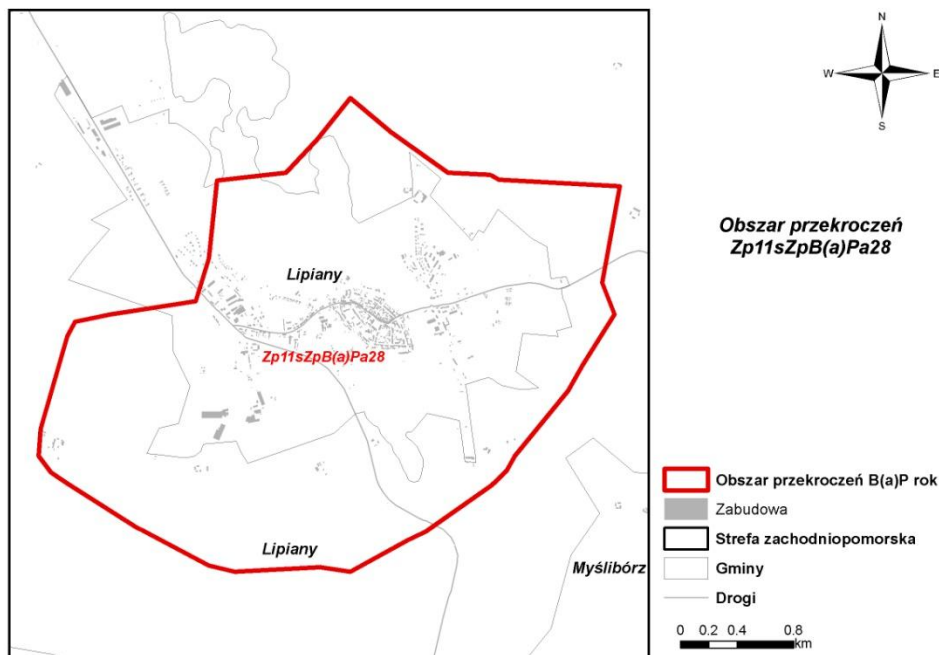 N
W E
S
Obszar przekroczeń
Zp11sZpB(a)Pa28
Lipiany
Zp11sZpB(a)Pa28
Lipiany
Myślibórz
Obszar przekroczeń B(a)P rok
Zabudowa
Strefa zachodniopomorska
Gminy
Drogi
0 0.2 0.4 0.8
km